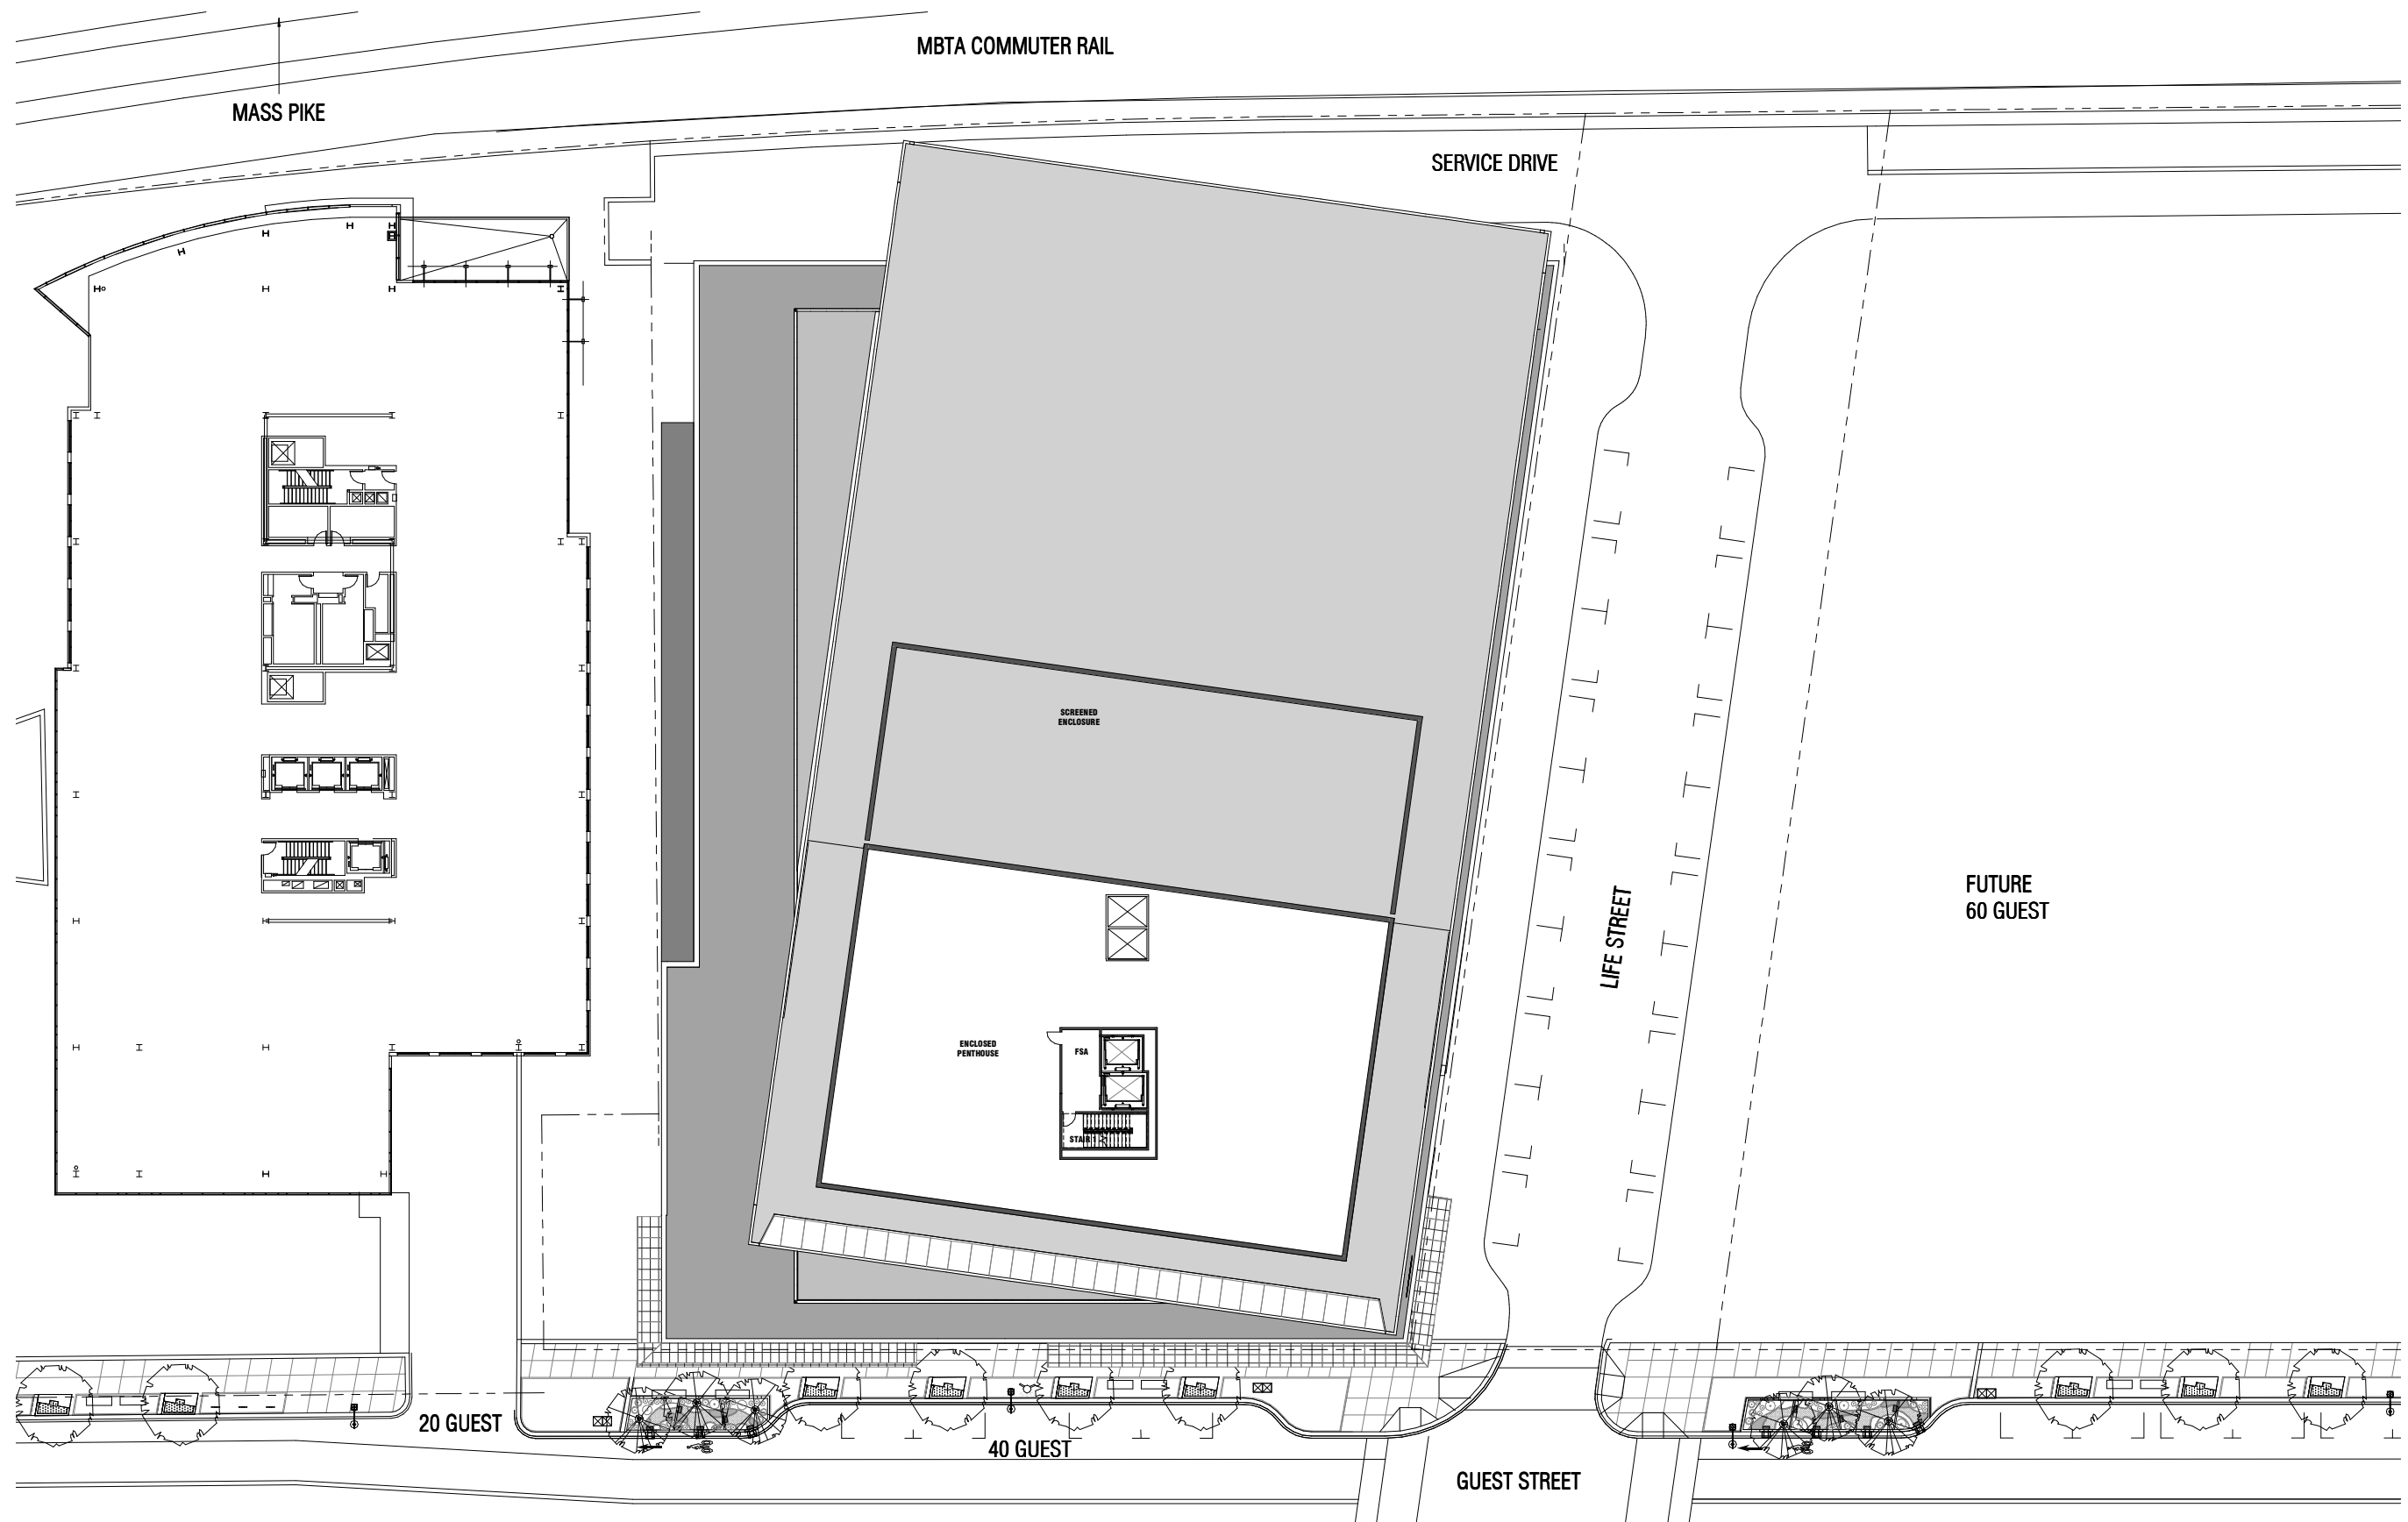 MBTA COMMUTER RAIL
MASS PIKE
SERVICE DRIVE
SCREENED
ENCLOSURE
FUTURE
60 GUEST
LIFE STREET
ENCLOSED
PENTHOUSE
FSA
STAIR 1
20 GUEST
40 GUEST
GUEST STREET